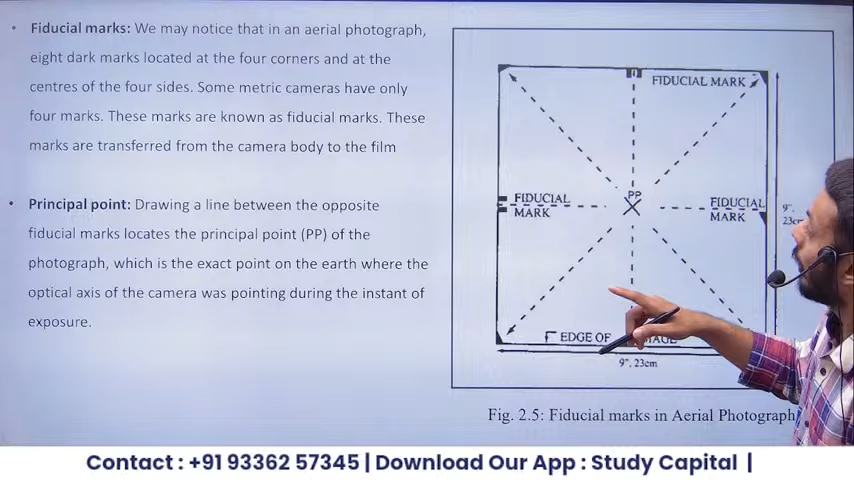 • Fiducial marks: We may notice that in an aerial photograph,
eight dark marks located at the four corners and at the
centres of the four sides. Some metric cameras have only
four marks. These marks are known as fiducial marks. These
marks are transferred from the camera body to the film
• Principal point: Drawing a line between the opposite
fiducial marks locates the principal point (PP) of the
photograph, which is the exact point on the earth where the
optical axis of the camera was pointing during the instant of
exposure.
FIDUCIAL MARK
PP
FIDUCIAL
MARK
FIDUCIAL
MARK
9",
EDGE OF
9", 23cm
Fig. 2.5: Fiducial marks in Aerial Photograph
Contact : +91 93362 57345 | Download Our App : Study Capital |